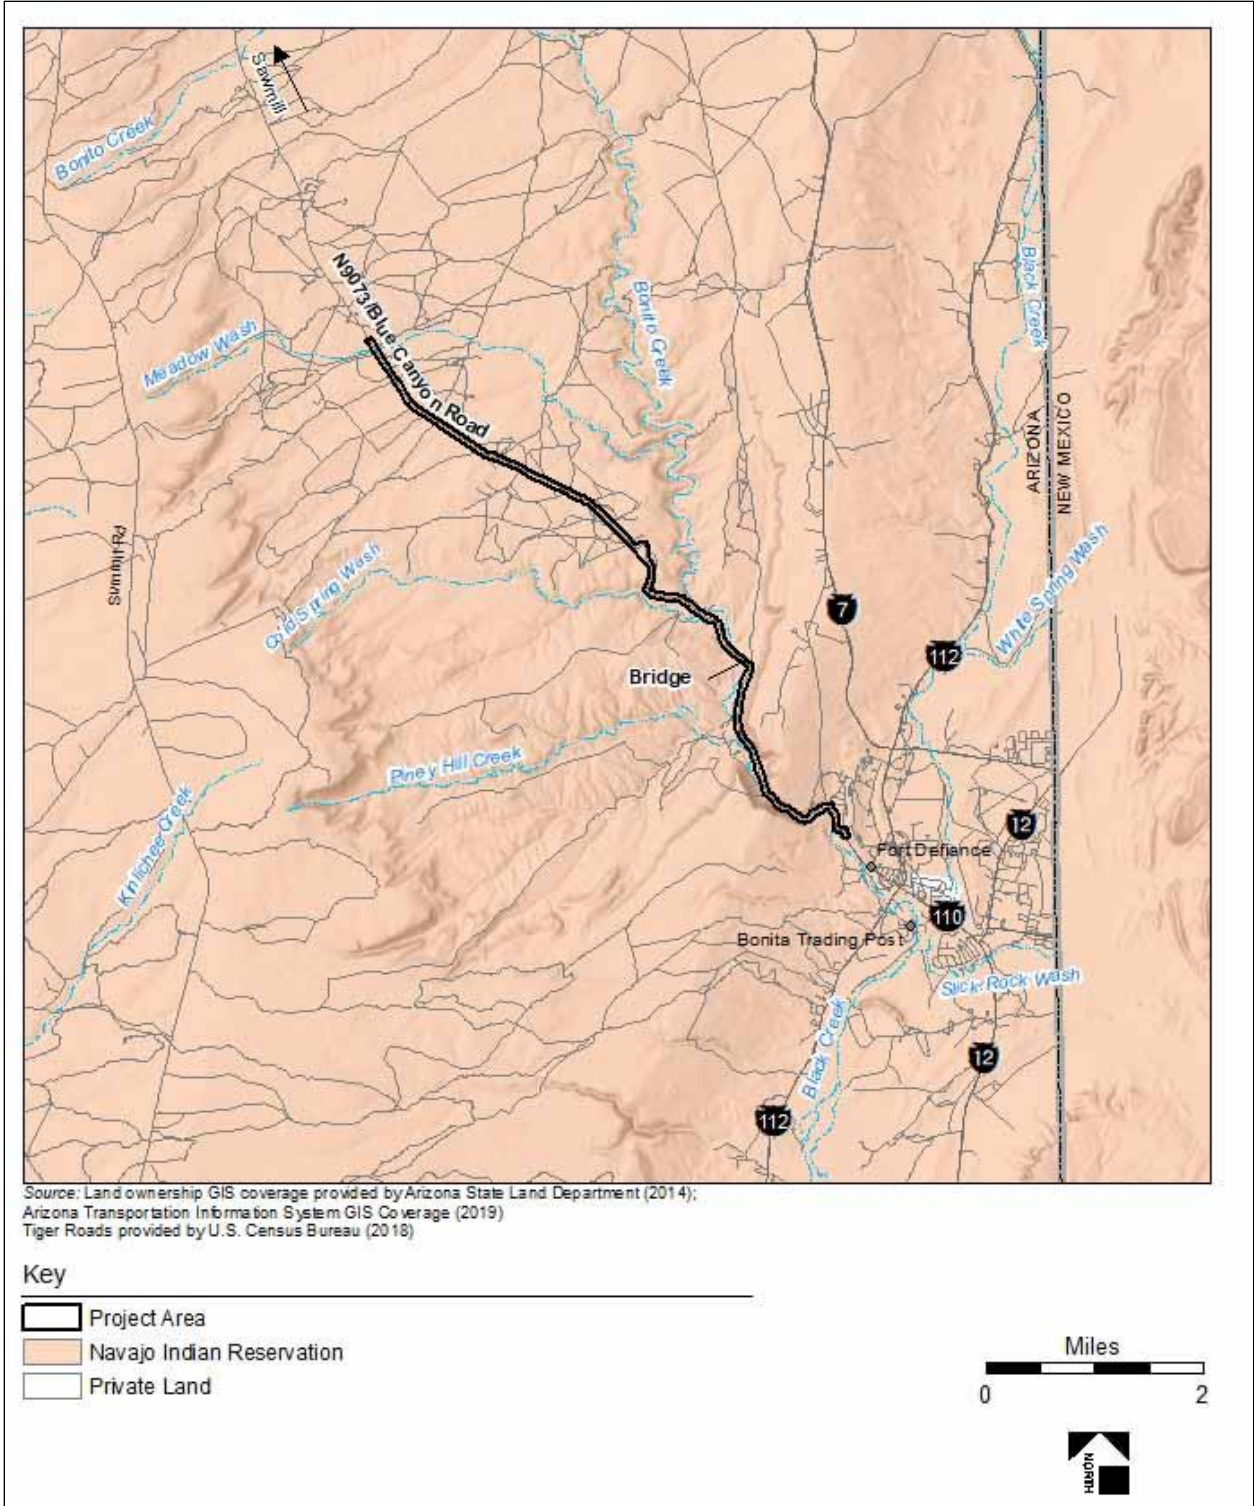 Sawmill
Bonito Creek
N9073/Blue Canyon Road
Bonito Creek
Black Creek
Meadow Wash
ARIZONA
NEW MEXICO
Sawmill Rd
Cold Spring Wash
White Spring Wash
7
112
Bridge
Piney Hill Creek
Kinlichee Creek
12
Fort Defiance
110
Bonita Trading Post
Slick Rock Wash
Black Creek
12
112
Source: Land ownership GIS coverage provided by Arizona State Land Department (2014);
Arizona Transportation Information System GIS Coverage (2019)
Tiger Roads provided by U.S. Census Bureau (2018)
Key
Project Area
Navajo Indian Reservation
Private Land
Miles
0 2
NORTH